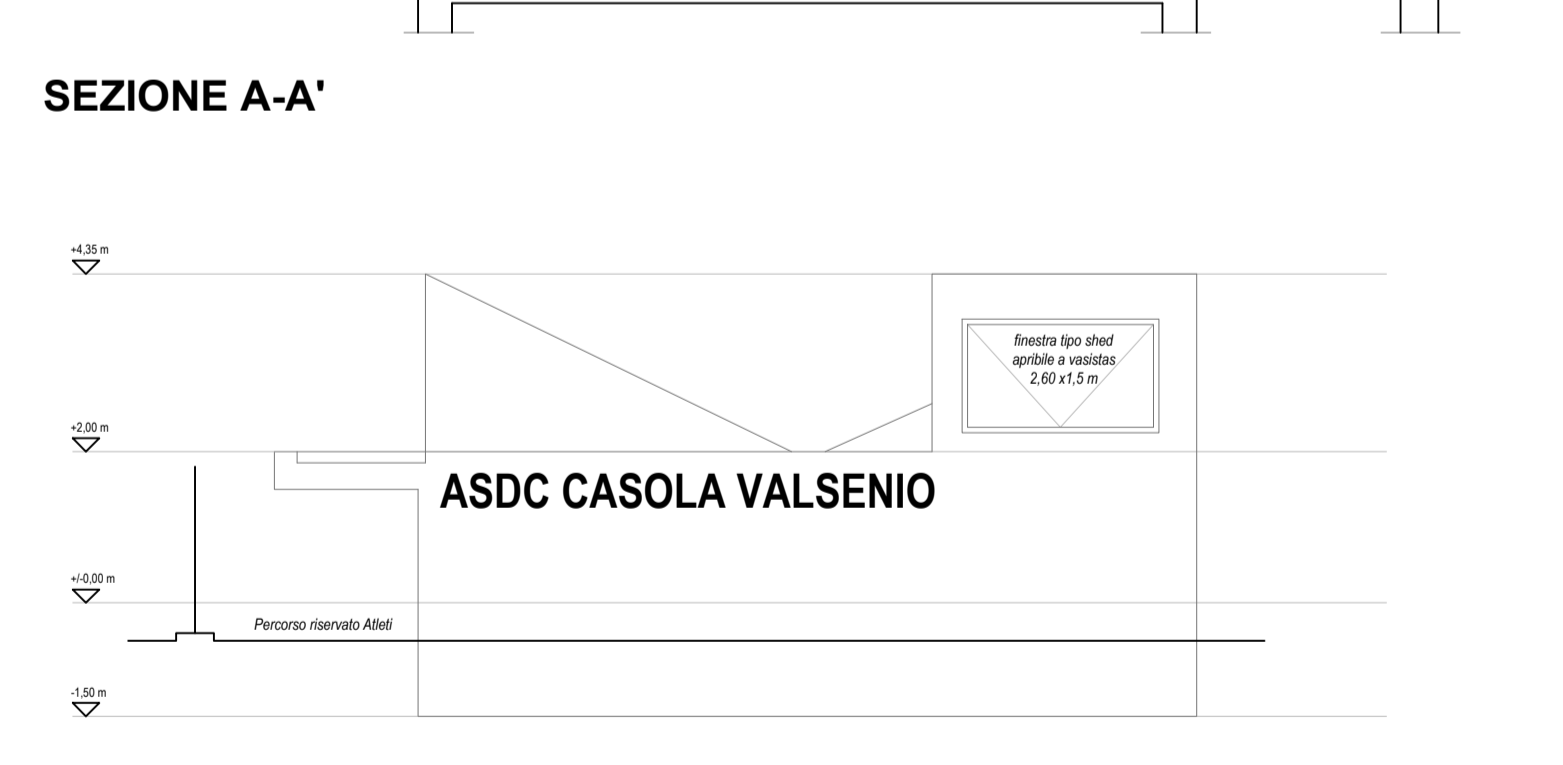 SEZIONE A-A'
+4,35 m
finestra tipo shed
apribile a vasistas
2,60 x1,5 m
+2,00 m
ASDC CASOLA VALSENIO
+/-0,00 m
Percorso riservato Atleti
-1,50 m